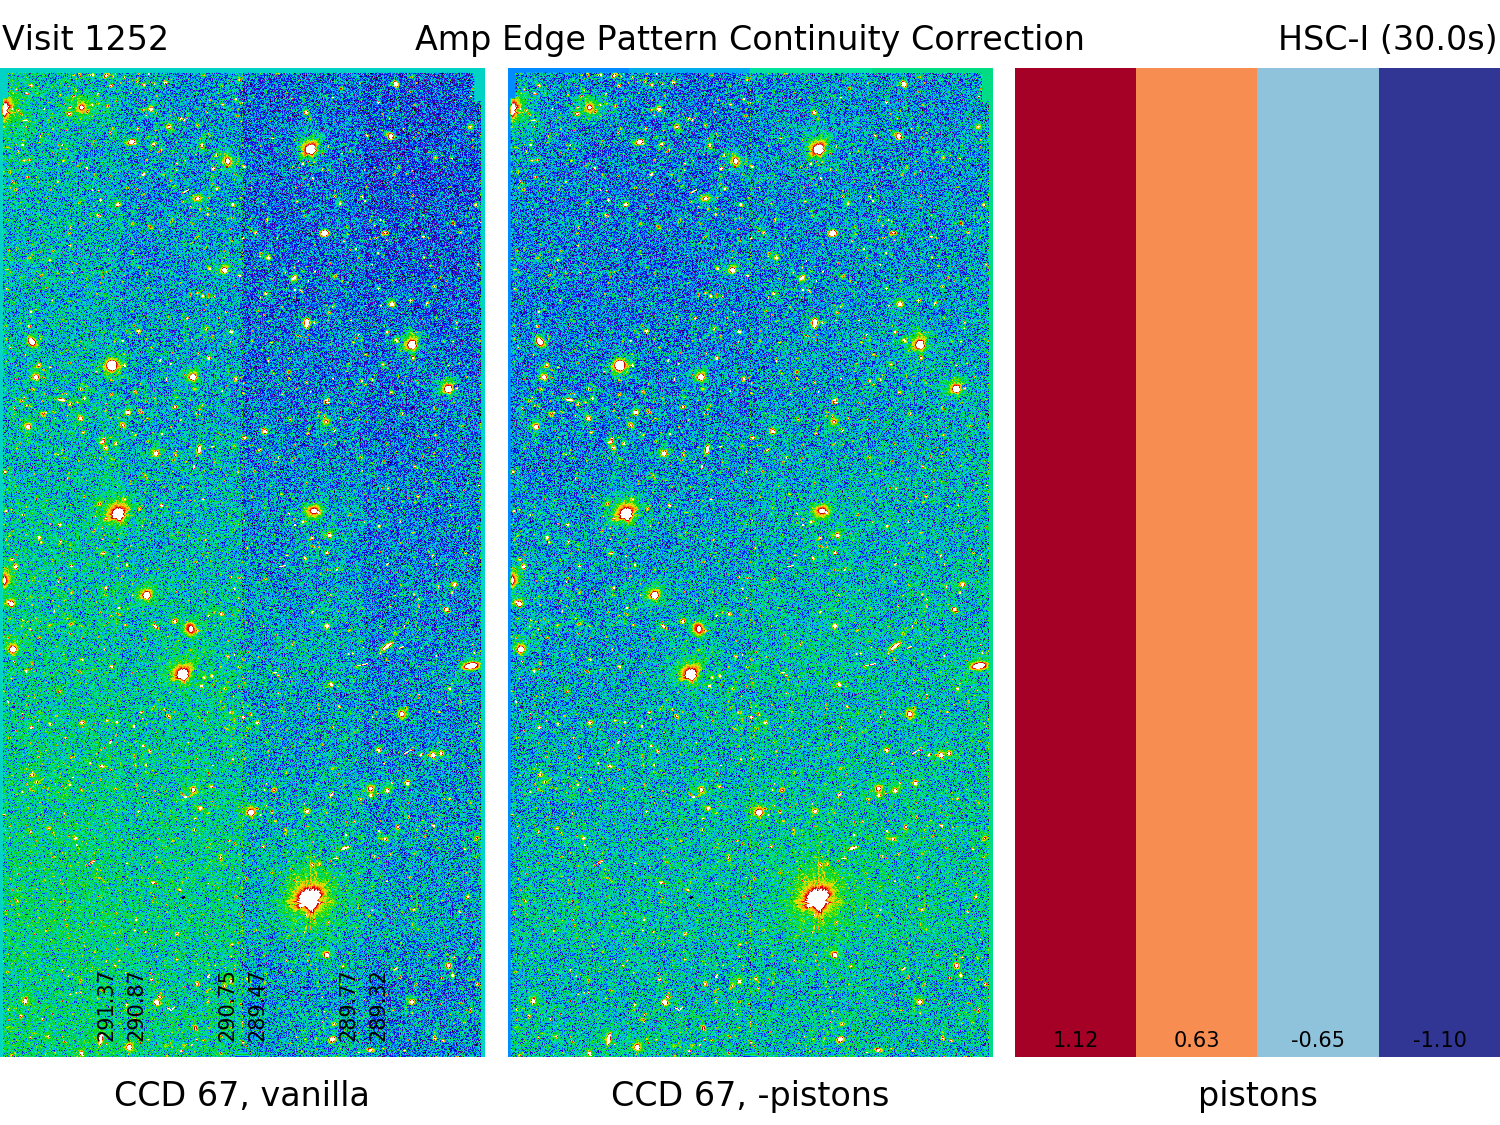 Visit 1252 Amp Edge Pattern Continuity Correction HSC-I (30.0s)
291.37
290.87
290.75
289.47
289.77
289.32
1.12 0.63 -0.65 -1.10
CCD 67, vanilla CCD 67, -pistons pistons